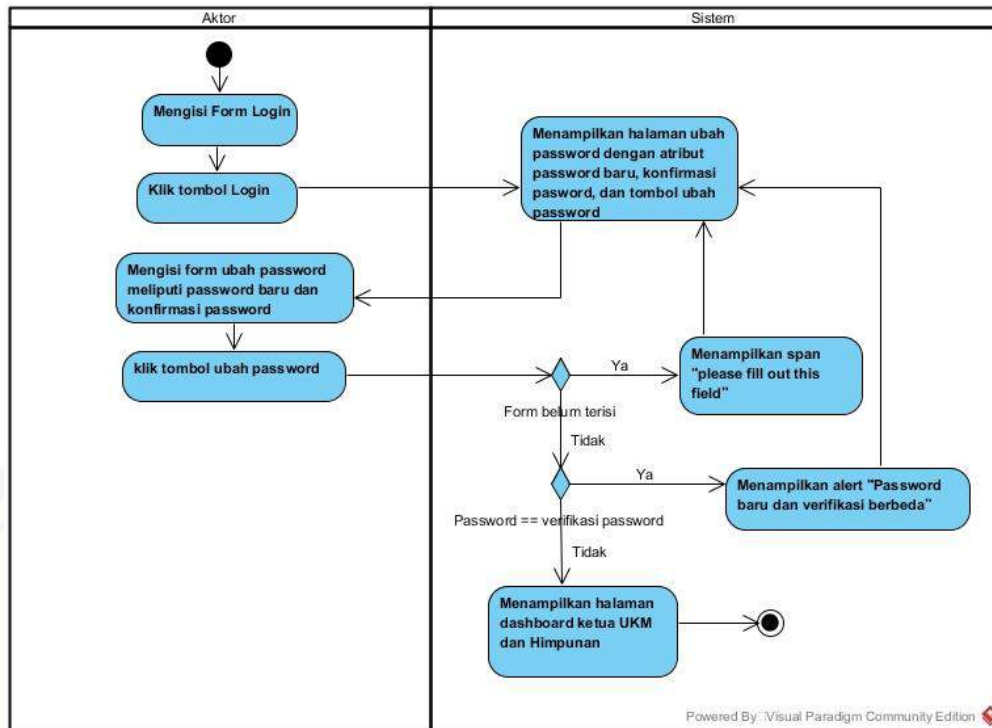 Aktor
Sistem
Mengisi Form Login
Klik tombol Login
Menampilkan halaman ubah
password dengan atribut
password baru, konfirmasi
pasword, dan tombol ubah
password
Mengisi form ubah password
meliputi password baru dan
konfirmasi password
klik tombol ubah password
Ya
Menampilkan span
"please fill out this
field"
Form belum terisi
Tidak
Ya
Menampilkan alert "Password
baru dan verifikasi berbeda"
Password == verifikasi password
Tidak
Menampilkan halaman
dashboard ketua UKM
dan Himpunan
Powered By Visual Paradigm Community Edition